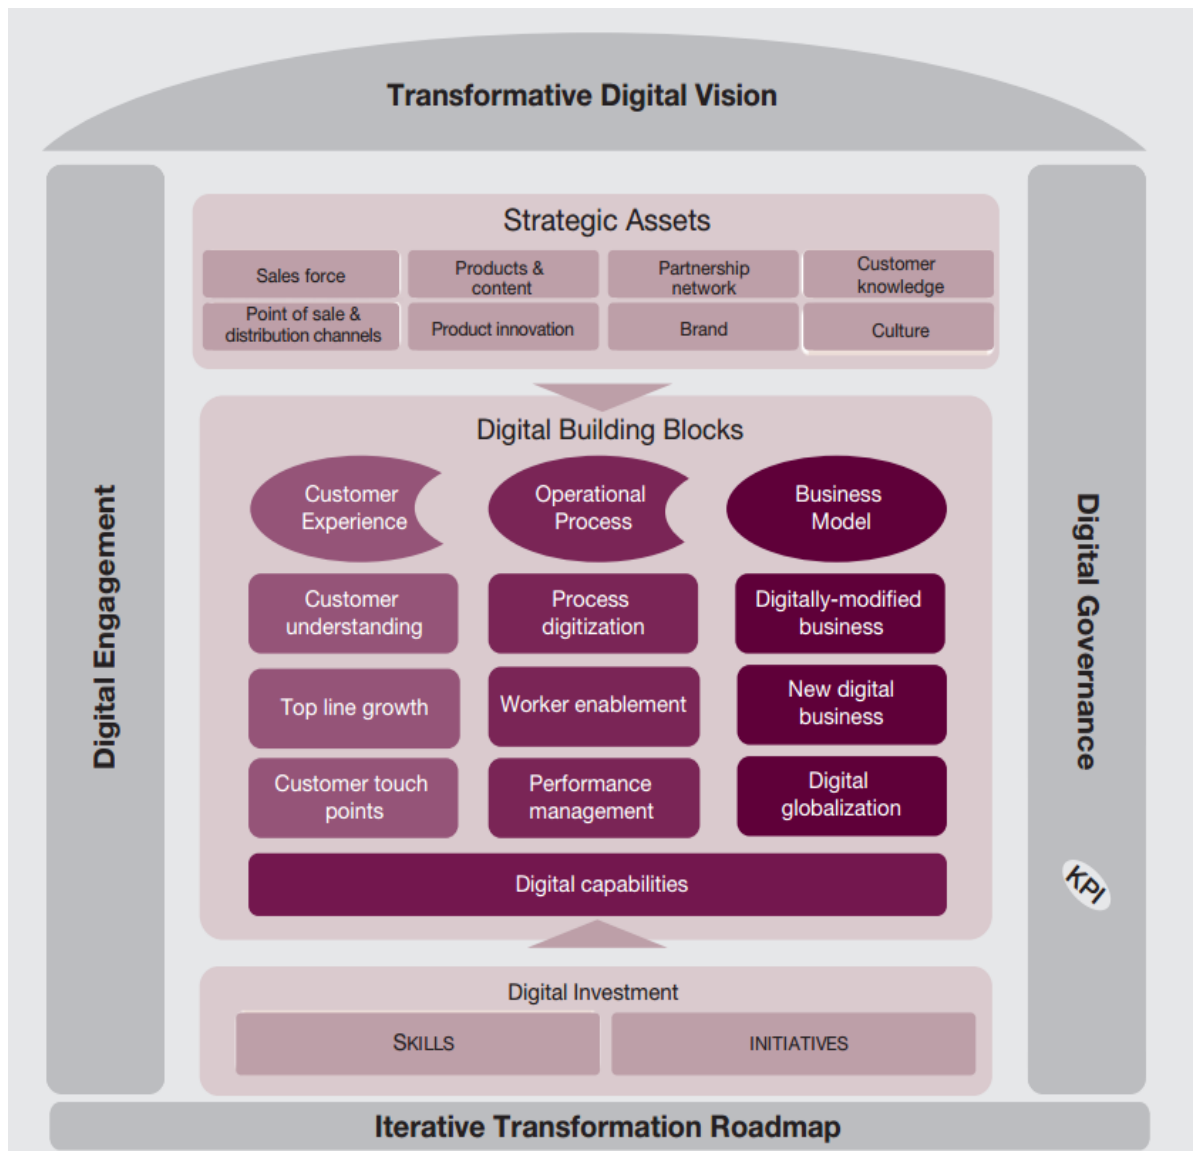 Transformative Digital Vision
Digital Engagement
Strategic Assets
Sales force
Products &
content
Partnership
network
Customer
knowledge
Point of sale &
distribution channels
Product innovation
Brand
Culture
Digital Building Blocks
Customer
Experience
Operational
Process
Business
Model
Customer
understanding
Process
digitization
Digitally-modified
business
Top line growth
Worker enablement
New digital
business
Customer touch
points
Performance
management
Digital
globalization
Digital capabilities
Digital Investment
SKILLS
INITIATIVES
Digital Governance
KPI
Iterative Transformation Roadmap